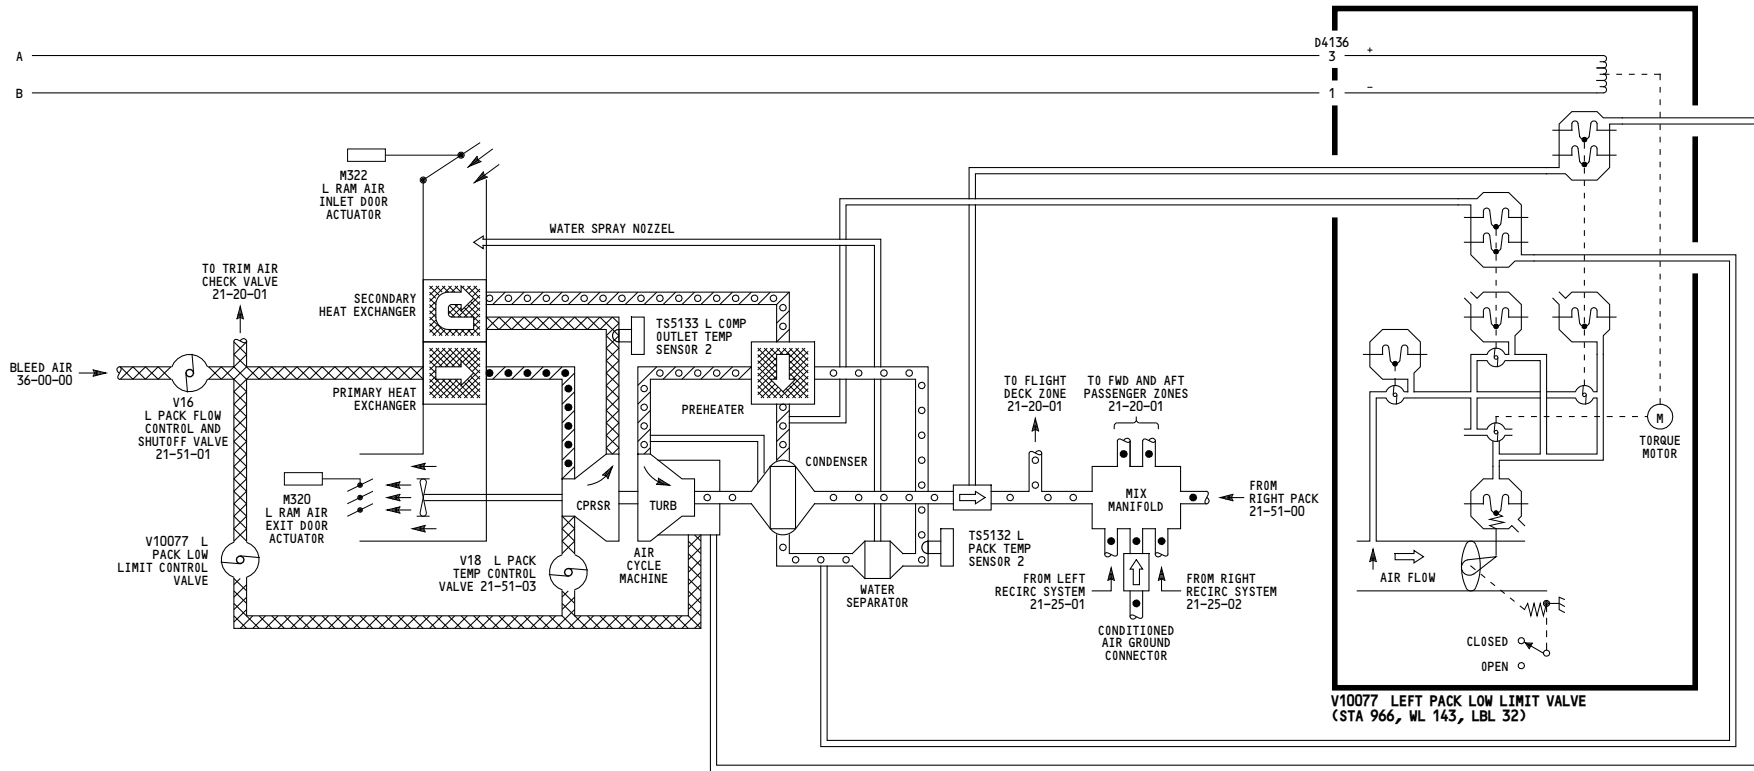 A
B
D4136
3 +
1 -
M322
L RAM AIR
INLET DOOR
ACTUATOR
WATER SPRAY NOZZEL
TO TRIM AIR
CHECK VALVE
21-20-01
SECONDARY
HEAT EXCHANGER
TS5133 L COMP
OUTLET TEMP
SENSOR 2
BLEED AIR
36-00-00
PRIMARY HEAT
EXCHANGER
V16
L PACK FLOW
CONTROL AND
SHUTOFF VALVE
21-51-01
PREHEATER
TO FLIGHT
DECK ZONE
21-20-01
TO FWD AND AFT
PASSENGER ZONES
21-20-01
M
TORQUE
MOTOR
CONDENSER
M320
L RAM AIR
EXIT DOOR
ACTUATOR
CPRSR
TURB
MIX
MANIFOLD
FROM
RIGHT PACK
21-51-00
V10077 L
PACK LOW
LIMIT CONTROL
VALVE
V18 L PACK
TEMP CONTROL
VALVE 21-51-03
AIR
CYCLE
MACHINE
WATER
SEPARATOR
TS5132 L
PACK TEMP
SENSOR 2
FROM LEFT
RECIRC SYSTEM
21-25-01
FROM RIGHT
RECIRC SYSTEM
21-25-02
CONDITIONED
AIR GROUND
CONNECTOR
AIR FLOW
CLOSED
OPEN
V10077 LEFT PACK LOW LIMIT VALVE
(STA 966, WL 143, LBL 32)